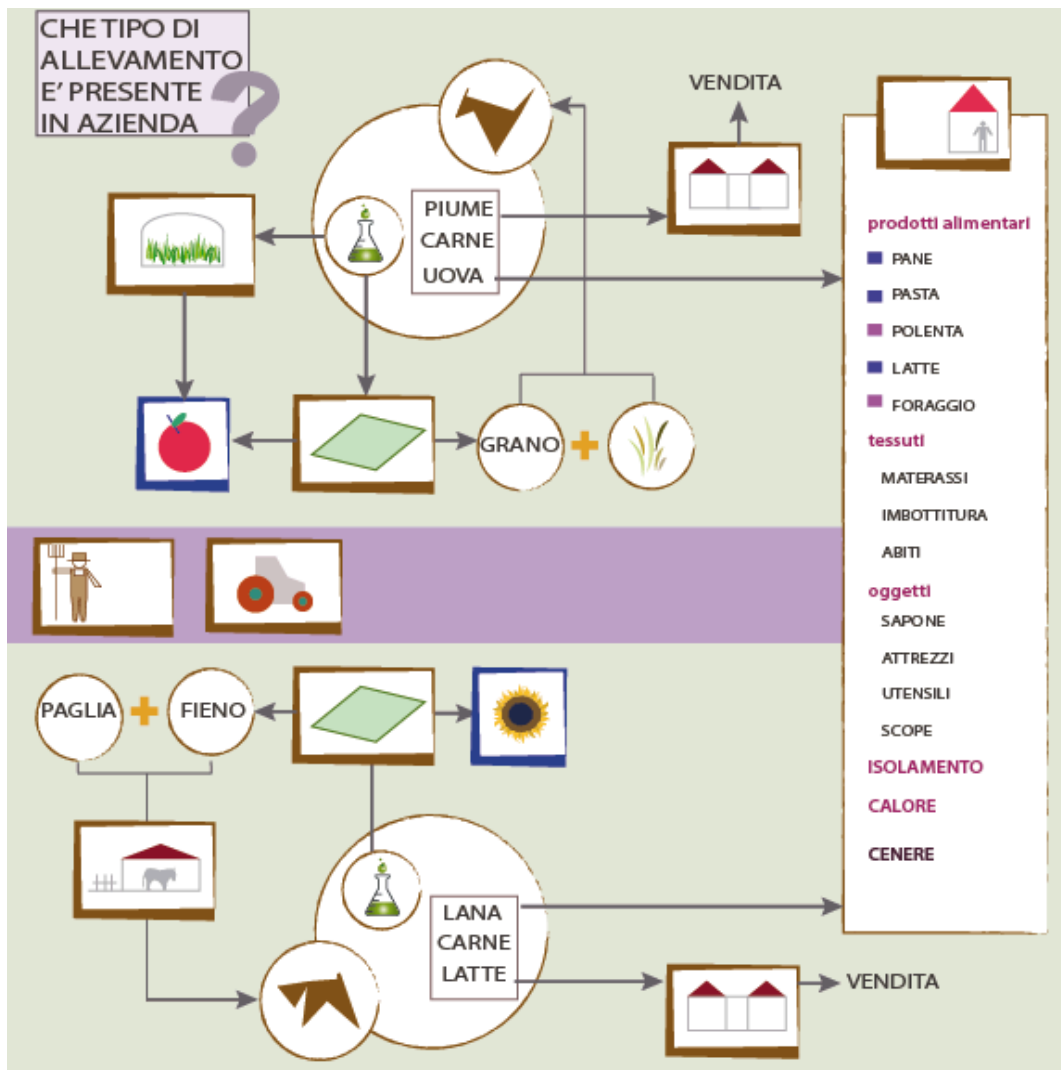 CHE TIPO DI
ALLEVAMENTO
E' PRESENTE
IN AZIENDA
?
VENDITA
PIUME
CARNE
UOVA
GRANO
prodotti alimentari
PANE
PASTA
POLENTA
LATTE
FORAGGIO
tessuti
MATERASSI
IMBOTTITURA
ABITI
oggetti
SAPONE
ATTREZZI
UTENSILI
SCOPE
ISOLAMENTO
CALORE
CENERE
PAGLIA
FIENO
LANA
CARNE
LATTE
VENDITA